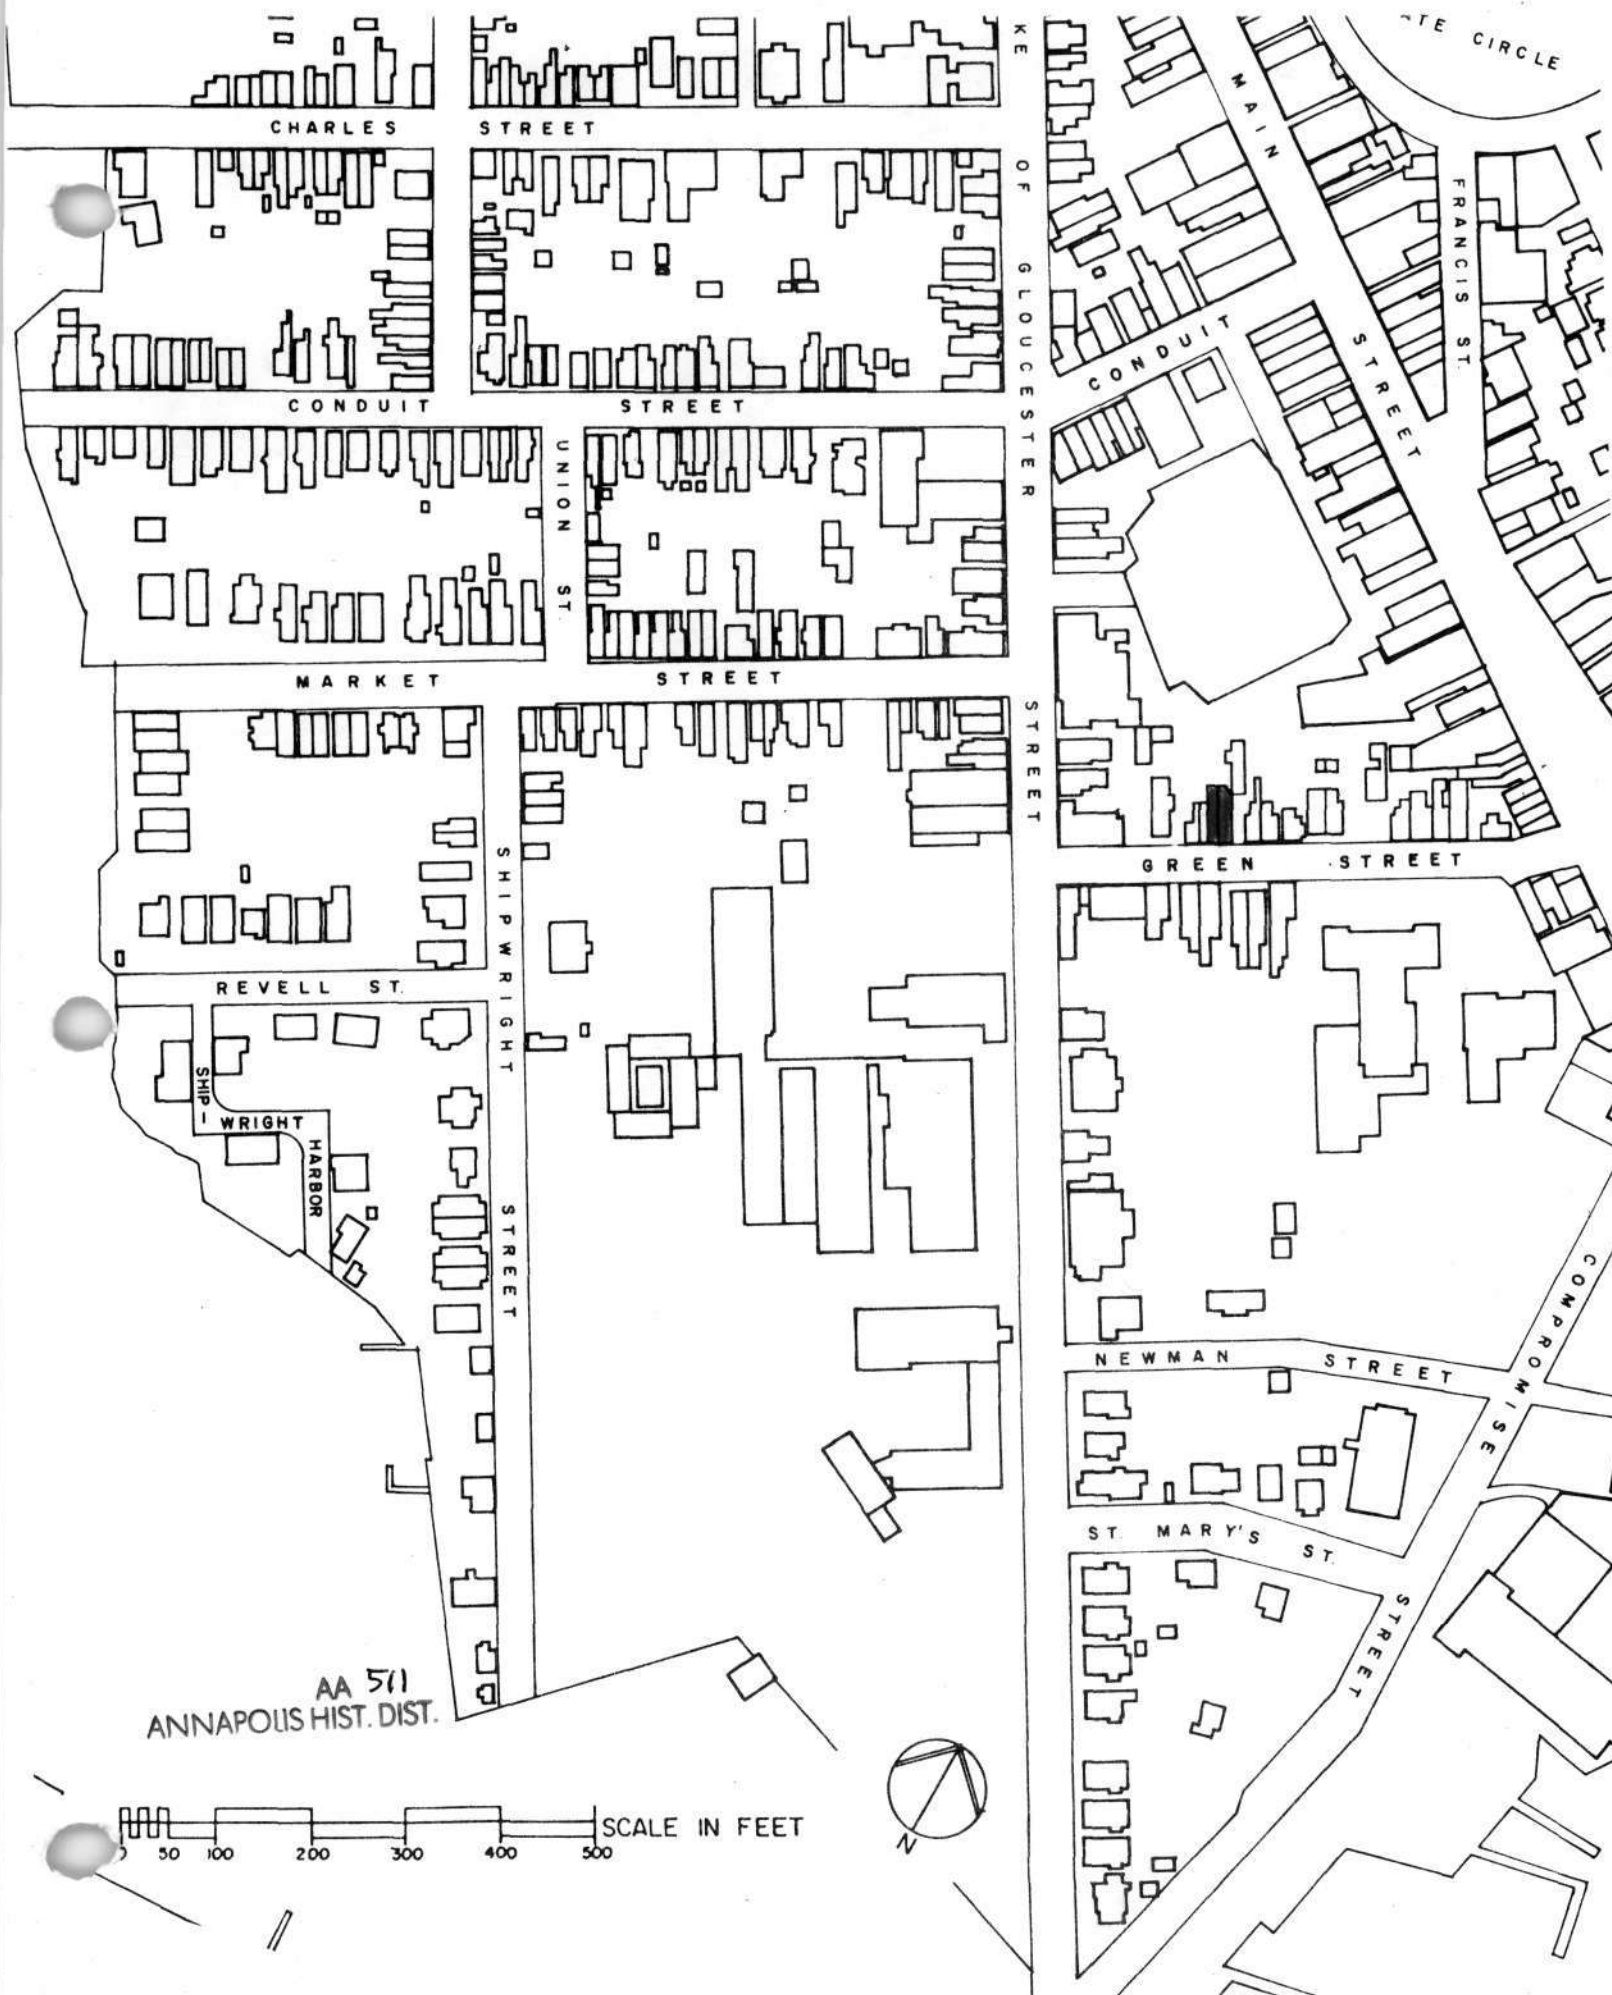 ATE CIRCLE
KE OF GLOUCESTER STREET
MAIN STREET
CHARLES STREET
FRANCIS ST.
CONDUIT
CONDUIT STREET
UNION ST.
MARKET STREET
GREEN STREET
SHIPWRIGHT STREET
REVELL ST.
SHIP-
WRIGHT
HARBOR
COMPROMISE STREET
NEWMAN STREET
ST. MARY'S ST.
AA 511
ANNAPOLIS HIST. DIST.
N
SCALE IN FEET
50 100 200 300 400 500